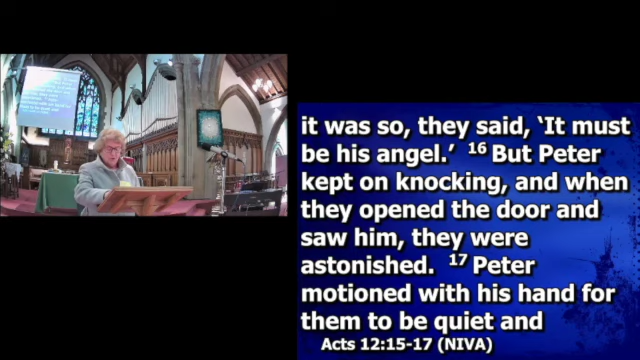 it was so, they said, ‘It must
be his angel.’ 16 But Peter
kept on knocking, and when
they opened the door and
saw him, they were
astonished. 17 Peter
motioned with his hand for
them to be quiet and
Acts 12:15-17 (NIVA)